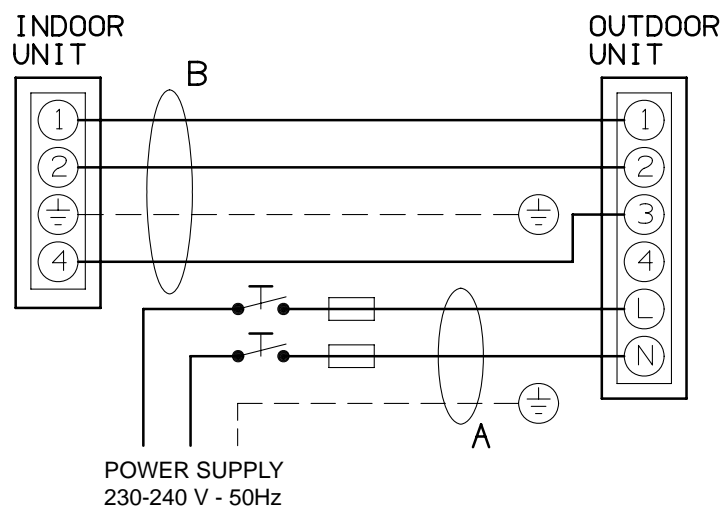 INDOOR
UNIT
OUTDOOR
UNIT
B
1
1
2
2
3
4
4
L
N
A
POWER SUPPLY
230-240 V - 50Hz